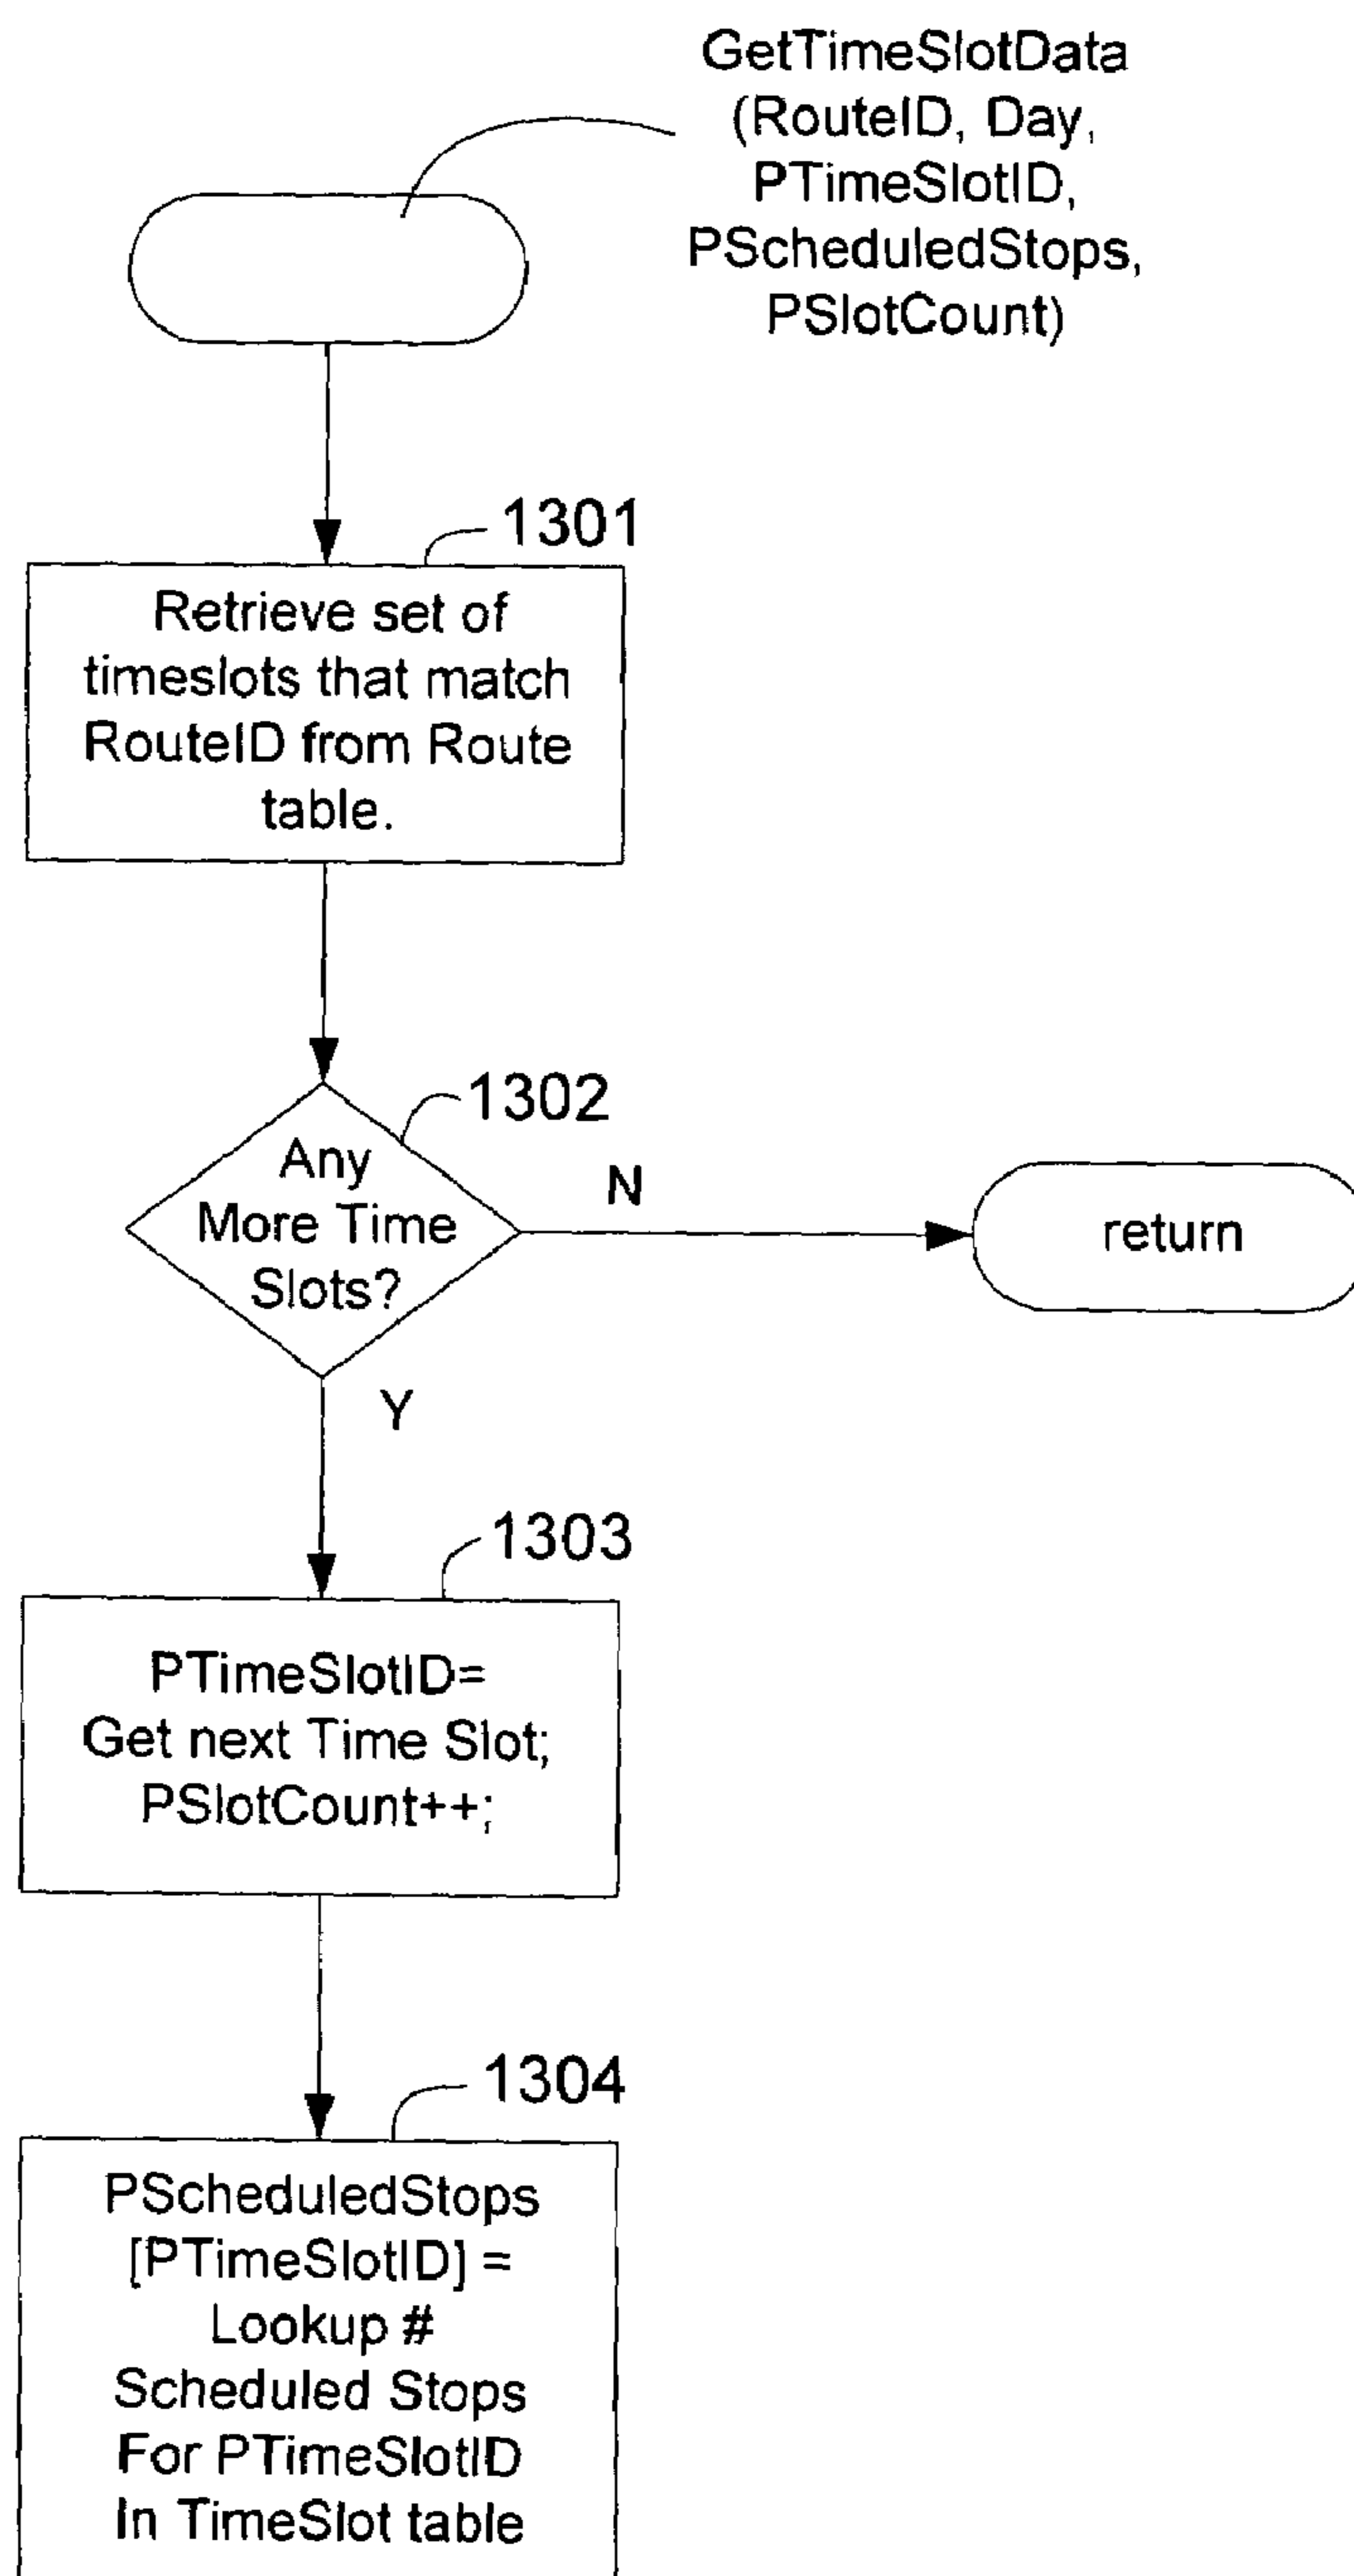 GetTimeSlotData
(RouteID, Day,
PTimeSlotID,
PScheduledStops,
PSlotCount)
1301
Retrieve set of
timeslots that match
RouteID from Route
table.
1302
Any
More Time
Slots?
N
return
Y
1303
PTimeSlotID=
Get next Time Slot;
PSlotCount++;
1304
PScheduledStops
[PTimeSlotID] =
Lookup #
Scheduled Stops
For PTimeSlotID
In TimeSlot table